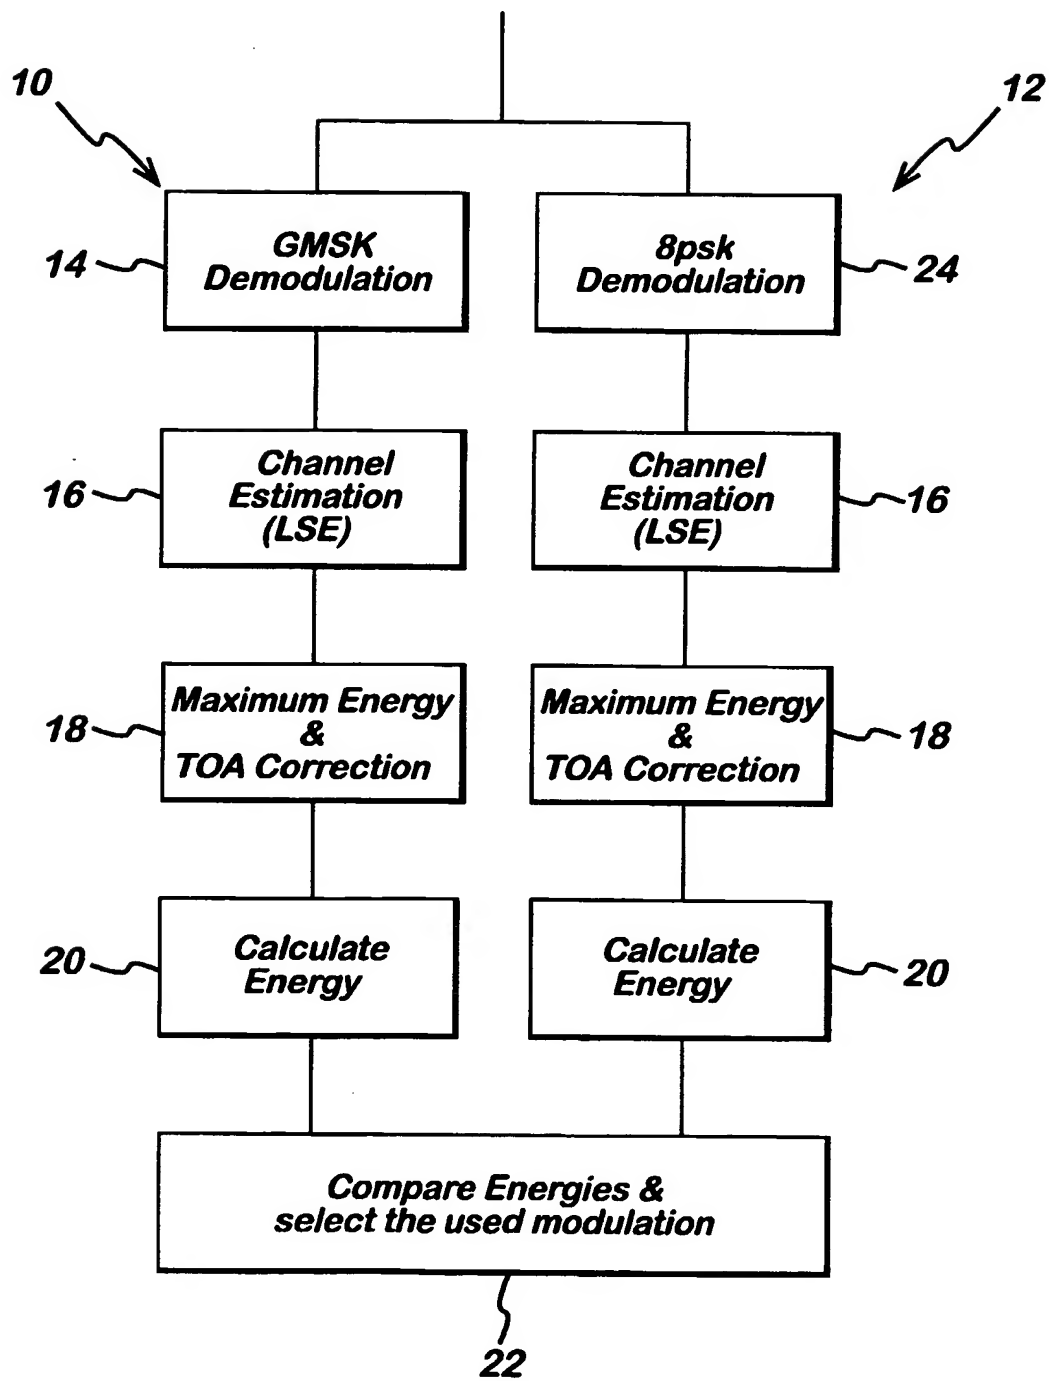 10
12
GMSK
Demodulation
14
8psk
Demodulation
24
Channel
Estimation
(LSE)
16
Channel
Estimation
(LSE)
16
Maximum Energy
&
TOA Correction
18
Maximum Energy
&
TOA Correction
18
Calculate
Energy
20
Calculate
Energy
20
Compare Energies &
select the used modulation
22